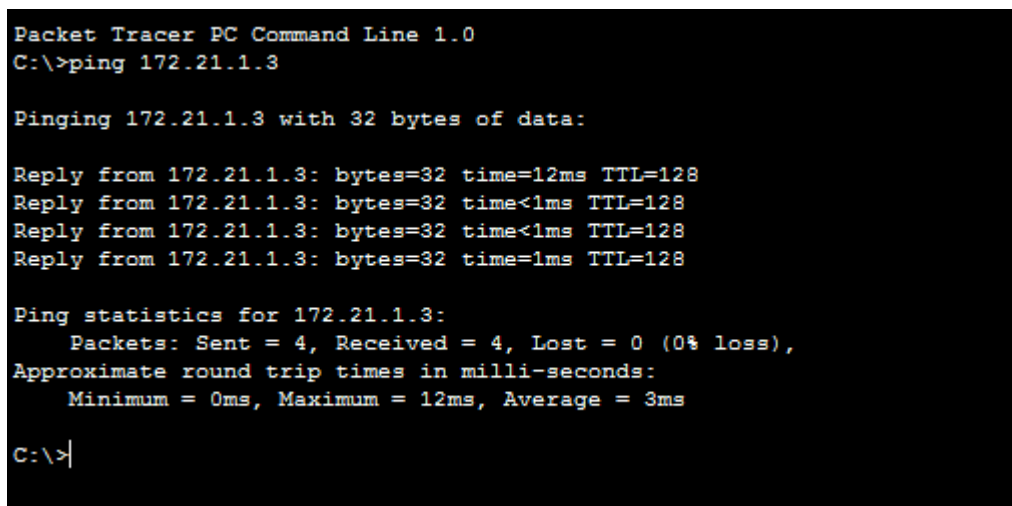 Packet Tracer PC Command Line 1.0
C:\>ping 172.21.1.3
Pinging 172.21.1.3 with 32 bytes of data:
Reply from 172.21.1.3: bytes=32 time=12ms TTL=128
Reply from 172.21.1.3: bytes=32 time<1ms TTL=128
Reply from 172.21.1.3: bytes=32 time<1ms TTL=128
Reply from 172.21.1.3: bytes=32 time=1ms TTL=128
Ping statistics for 172.21.1.3:
Packets: Sent = 4, Received = 4, Lost = 0 (0% loss),
Approximate round trip times in milli-seconds:
Minimum = 0ms, Maximum = 12ms, Average = 3ms
C:\>